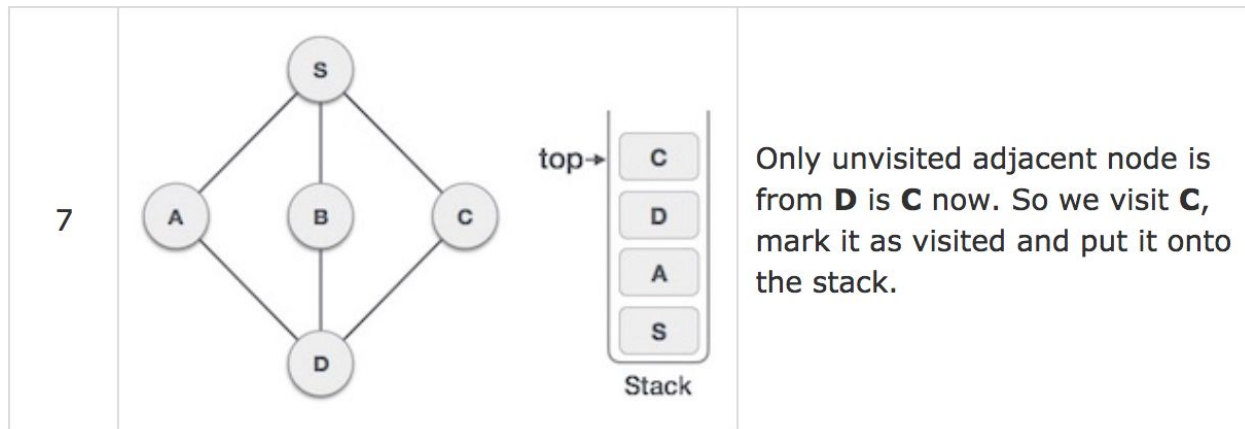 7
S
A
B
C
D
top
C
D
A
S
Stack
Only unvisited adjacent node is
from D is C now. So we visit C,
mark it as visited and put it onto
the stack.